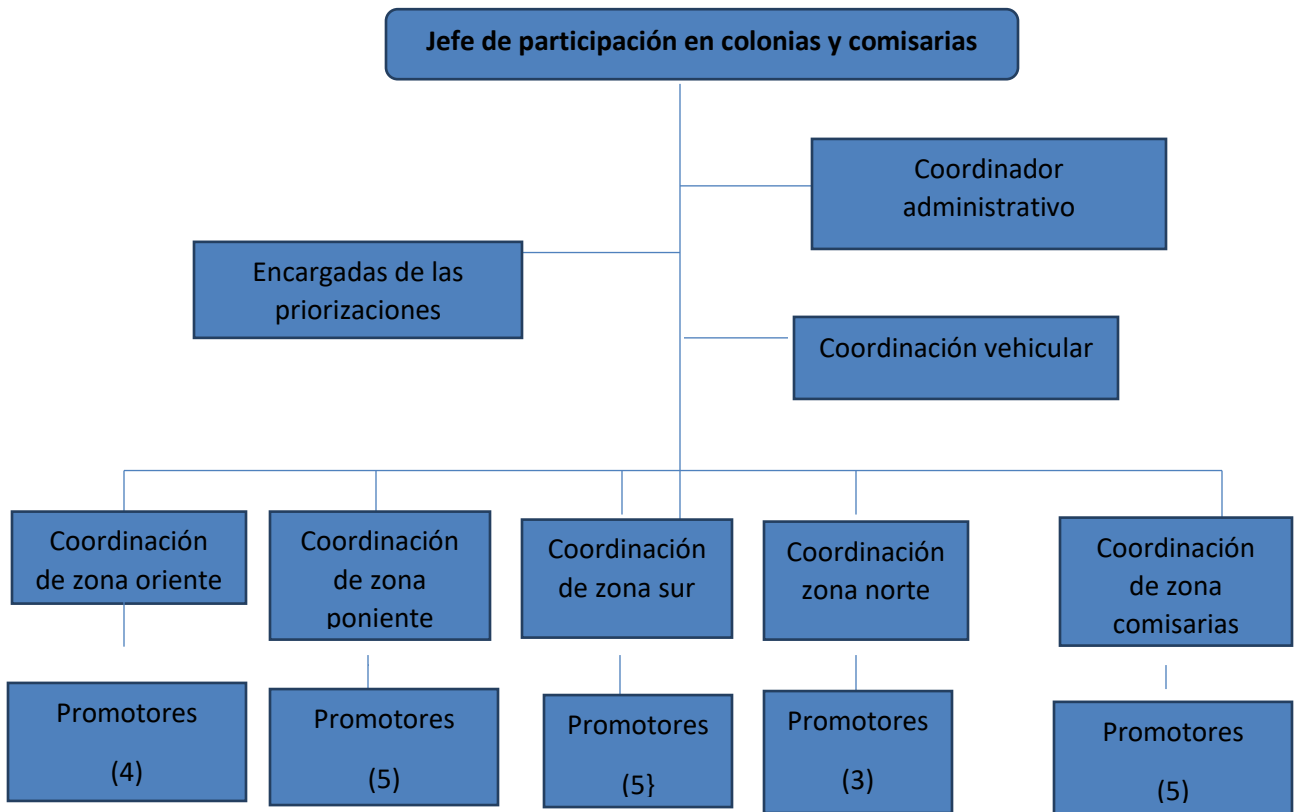 Jefe de participación en colonias y comisarias
Coordinador
administrativo
Encargadas de las
priorizaciones
Coordinación vehicular
Coordinación
de zona oriente
Coordinación
de zona
poniente
Coordinación
de zona sur
Coordinación
zona norte
Coordinación
de zona
comisarias
Promotores
(4)
Promotores
(5)
Promotores
(5}
Promotores
(3)
Promotores
(5)